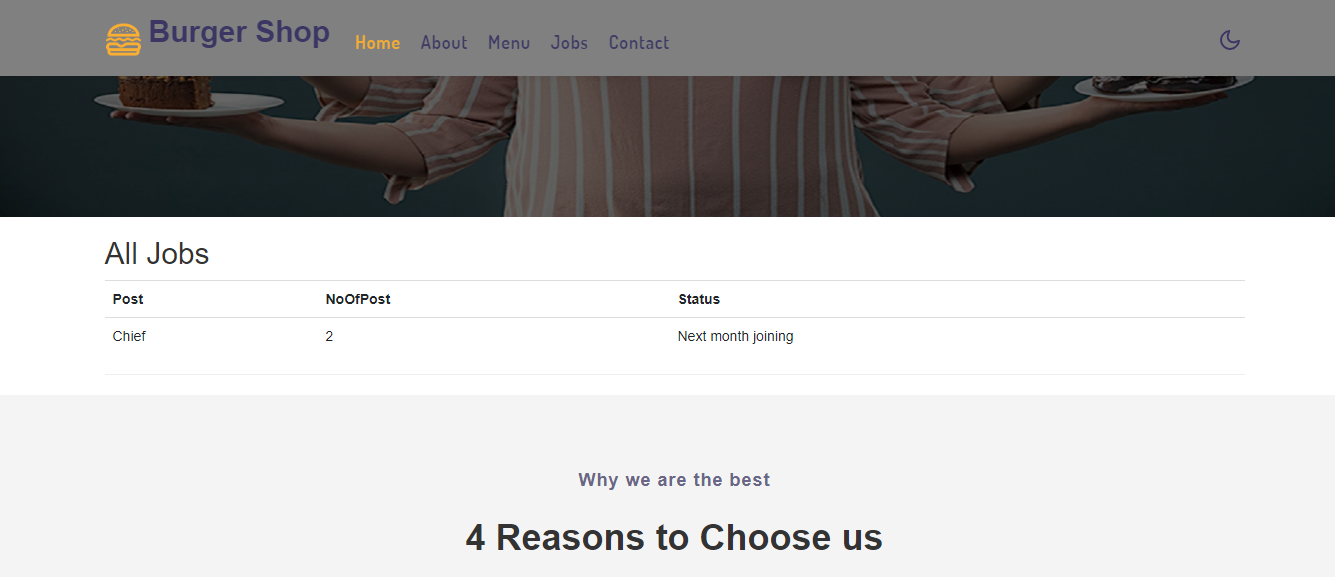 Burger Shop Home About Menu Jobs Contact
All Jobs
Post NoOfPost Status
Chief 2 Next month joining
Why we are the best
4 Reasons to Choose us